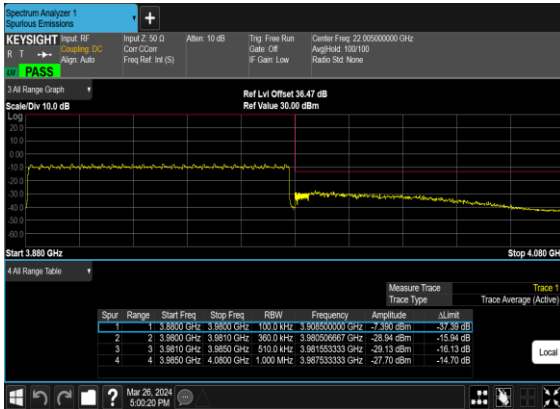 Spectrum Analyzer 1
Spurious Emissions
+
KEYSIGHT
R T
LXI PASS
Input: RF
Coupling: DC
Align: Auto
Input Z: 50 Ω
Corr CCorr
Freq Ref: Int (S)
Atten: 10 dB
Trig: Free Run
Gate: Off
IF Gain: Low
Center Freq: 22.005000000 GHz
Avg|Hold: 100/100
Radio Std: None
3 All Range Graph
Scale/Div 10.0 dB
Ref Lvl Offset 36.47 dB
Ref Value 30.00 dBm
Log
20.0
10.0
0.00
-10.0
-20.0
-30.0
-40.0
-50.0
-60.0
Start 3.880 GHz
Stop 4.080 GH
4 All Range Table
Measure Trace Trace 1
Trace Type Trace Average (Active)
Spur Range Start Freq Stop Freq RBW Frequency Amplitude ΔLimit
1 1 3.8800 GHz 3.9800 GHz 100.0 kHz 3.908500000 GHz -7.390 dBm -37.39 dB
2 2 3.9800 GHz 3.9810 GHz 360.0 kHz 3.980506667 GHz -28.94 dBm -15.94 dB
3 3 3.9810 GHz 3.9850 GHz 510.0 kHz 3.981553333 GHz -29.13 dBm -16.13 dB
4 4 3.9850 GHz 4.0800 GHz 1.000 MHz 3.987533333 GHz -27.70 dBm -14.70 dB
Local
?
Mar 26, 2024
5:00:20 PM